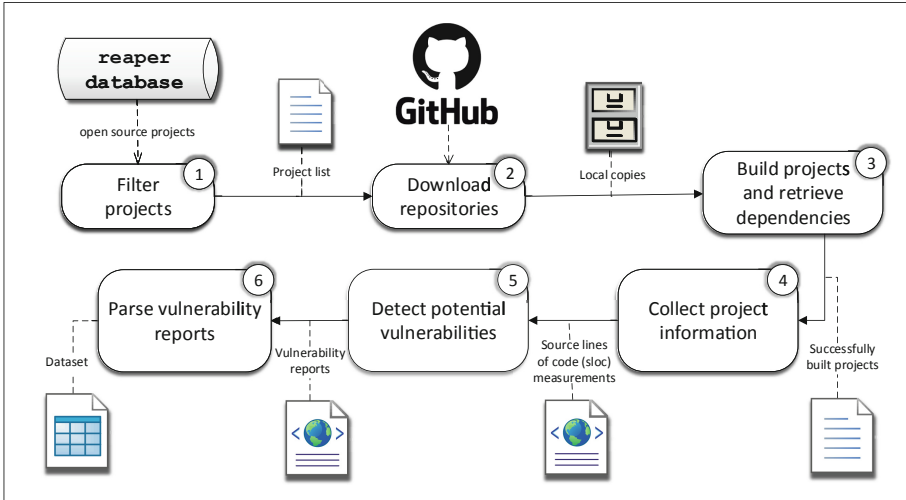 reaper
database
GitHub
open source projects
1
Filter
projects
Project list
2
Download
repositories
Local copies
3
Build projects
and retrieve
dependencies
6
Parse vulnerability
reports
5
Detect potential
vulnerabilities
4
Collect project
information
Dataset
Vulnerability
reports
Source lines
of code (sloc)
measurements
Successfully
built projects